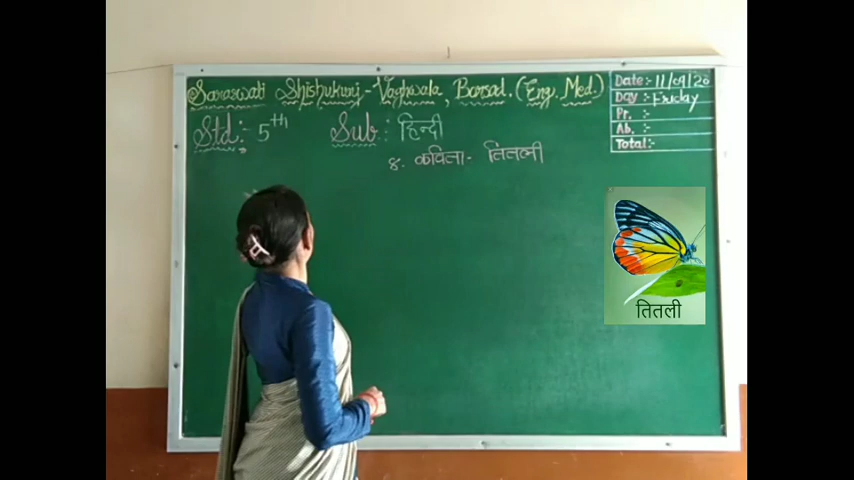 Saraswati Shishukunj - Vaghwala, Borsad. (Eng. Med.)
Date:- 11/09/20
Day:- Friday
Pr. :-
Ab. :-
Total:-
Std:- 5th Sub: हिन्दी
8. कविता- तितली
तितली